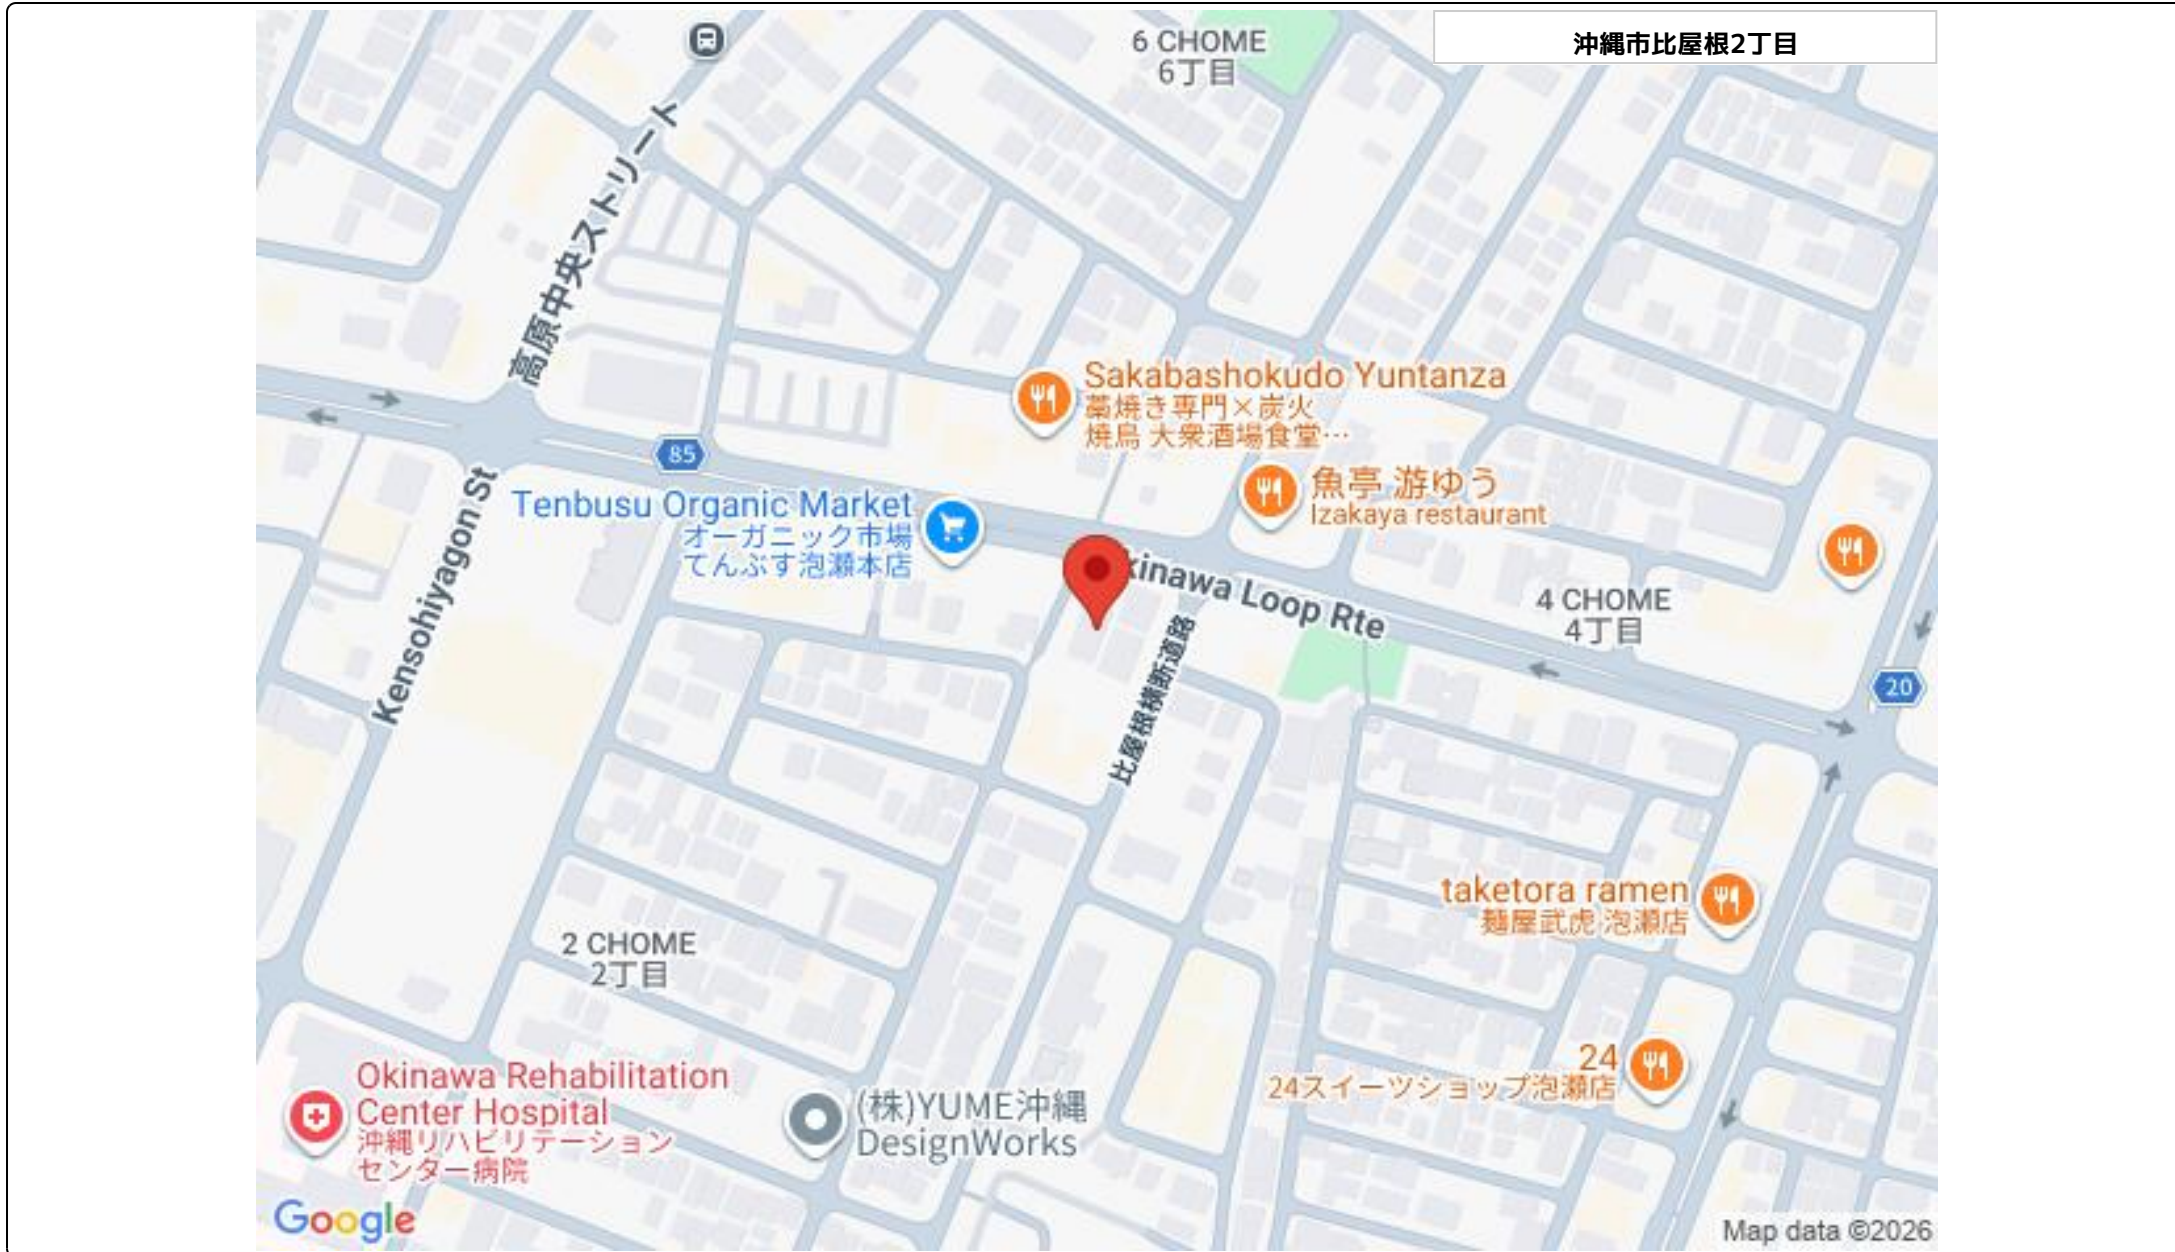 沖縄市比屋根2丁目
6 CHOME
6丁目
高原中央ストリート
Sakabashokudo Yuntanza
藁焼き専門×炭火
焼鳥 大衆酒場食堂…
85
魚亭 游ゆう
Izakaya restaurant
Tenbusu Organic Market
オーガニック市場
てんぶす泡瀬本店
Kensohiyagon St
kinawa Loop Rte
4 CHOME
4丁目
比屋根横断道路
20
taketora ramen
麺屋武虎 泡瀬店
2 CHOME
2丁目
24
24スイーツショップ泡瀬店
Okinawa Rehabilitation
Center Hospital
沖縄リハビリテーション
センター病院
(株)YUME沖縄
DesignWorks
Google
Map data ©2026